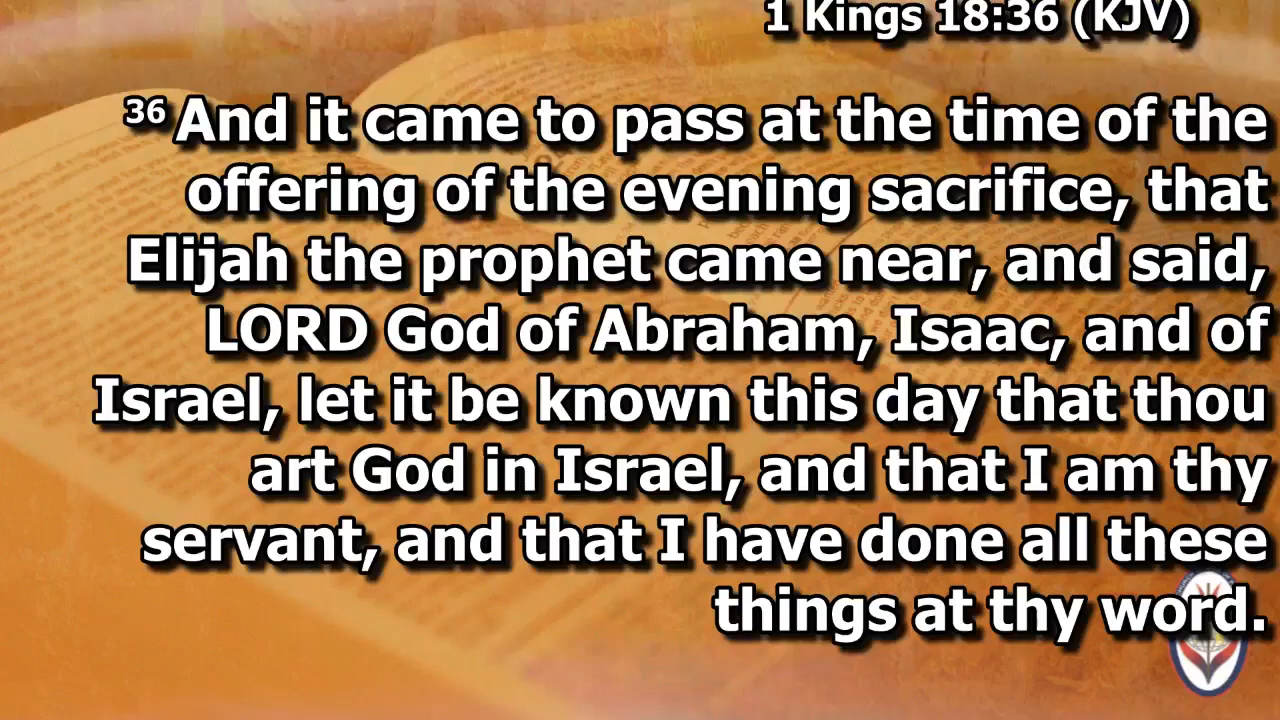 1 Kings 18:36 (KJV)
36 And it came to pass at the time of the
offering of the evening sacrifice, that
Elijah the prophet came near, and said,
LORD God of Abraham, Isaac, and of
Israel, let it be known this day that thou
art God in Israel, and that I am thy
servant, and that I have done all these
things at thy word.